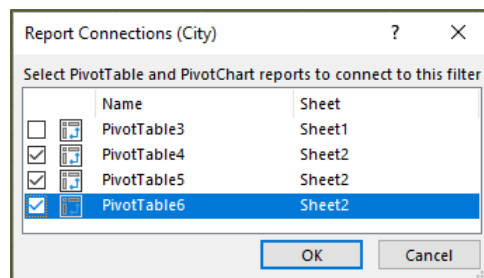 Report Connections (City) ?
Select PivotTable and PivotChart reports to connect to this filter
Name Sheet
PivotTable3 Sheet1
PivotTable4 Sheet2
PivotTable5 Sheet2
PivotTable6 Sheet2
OK Cancel